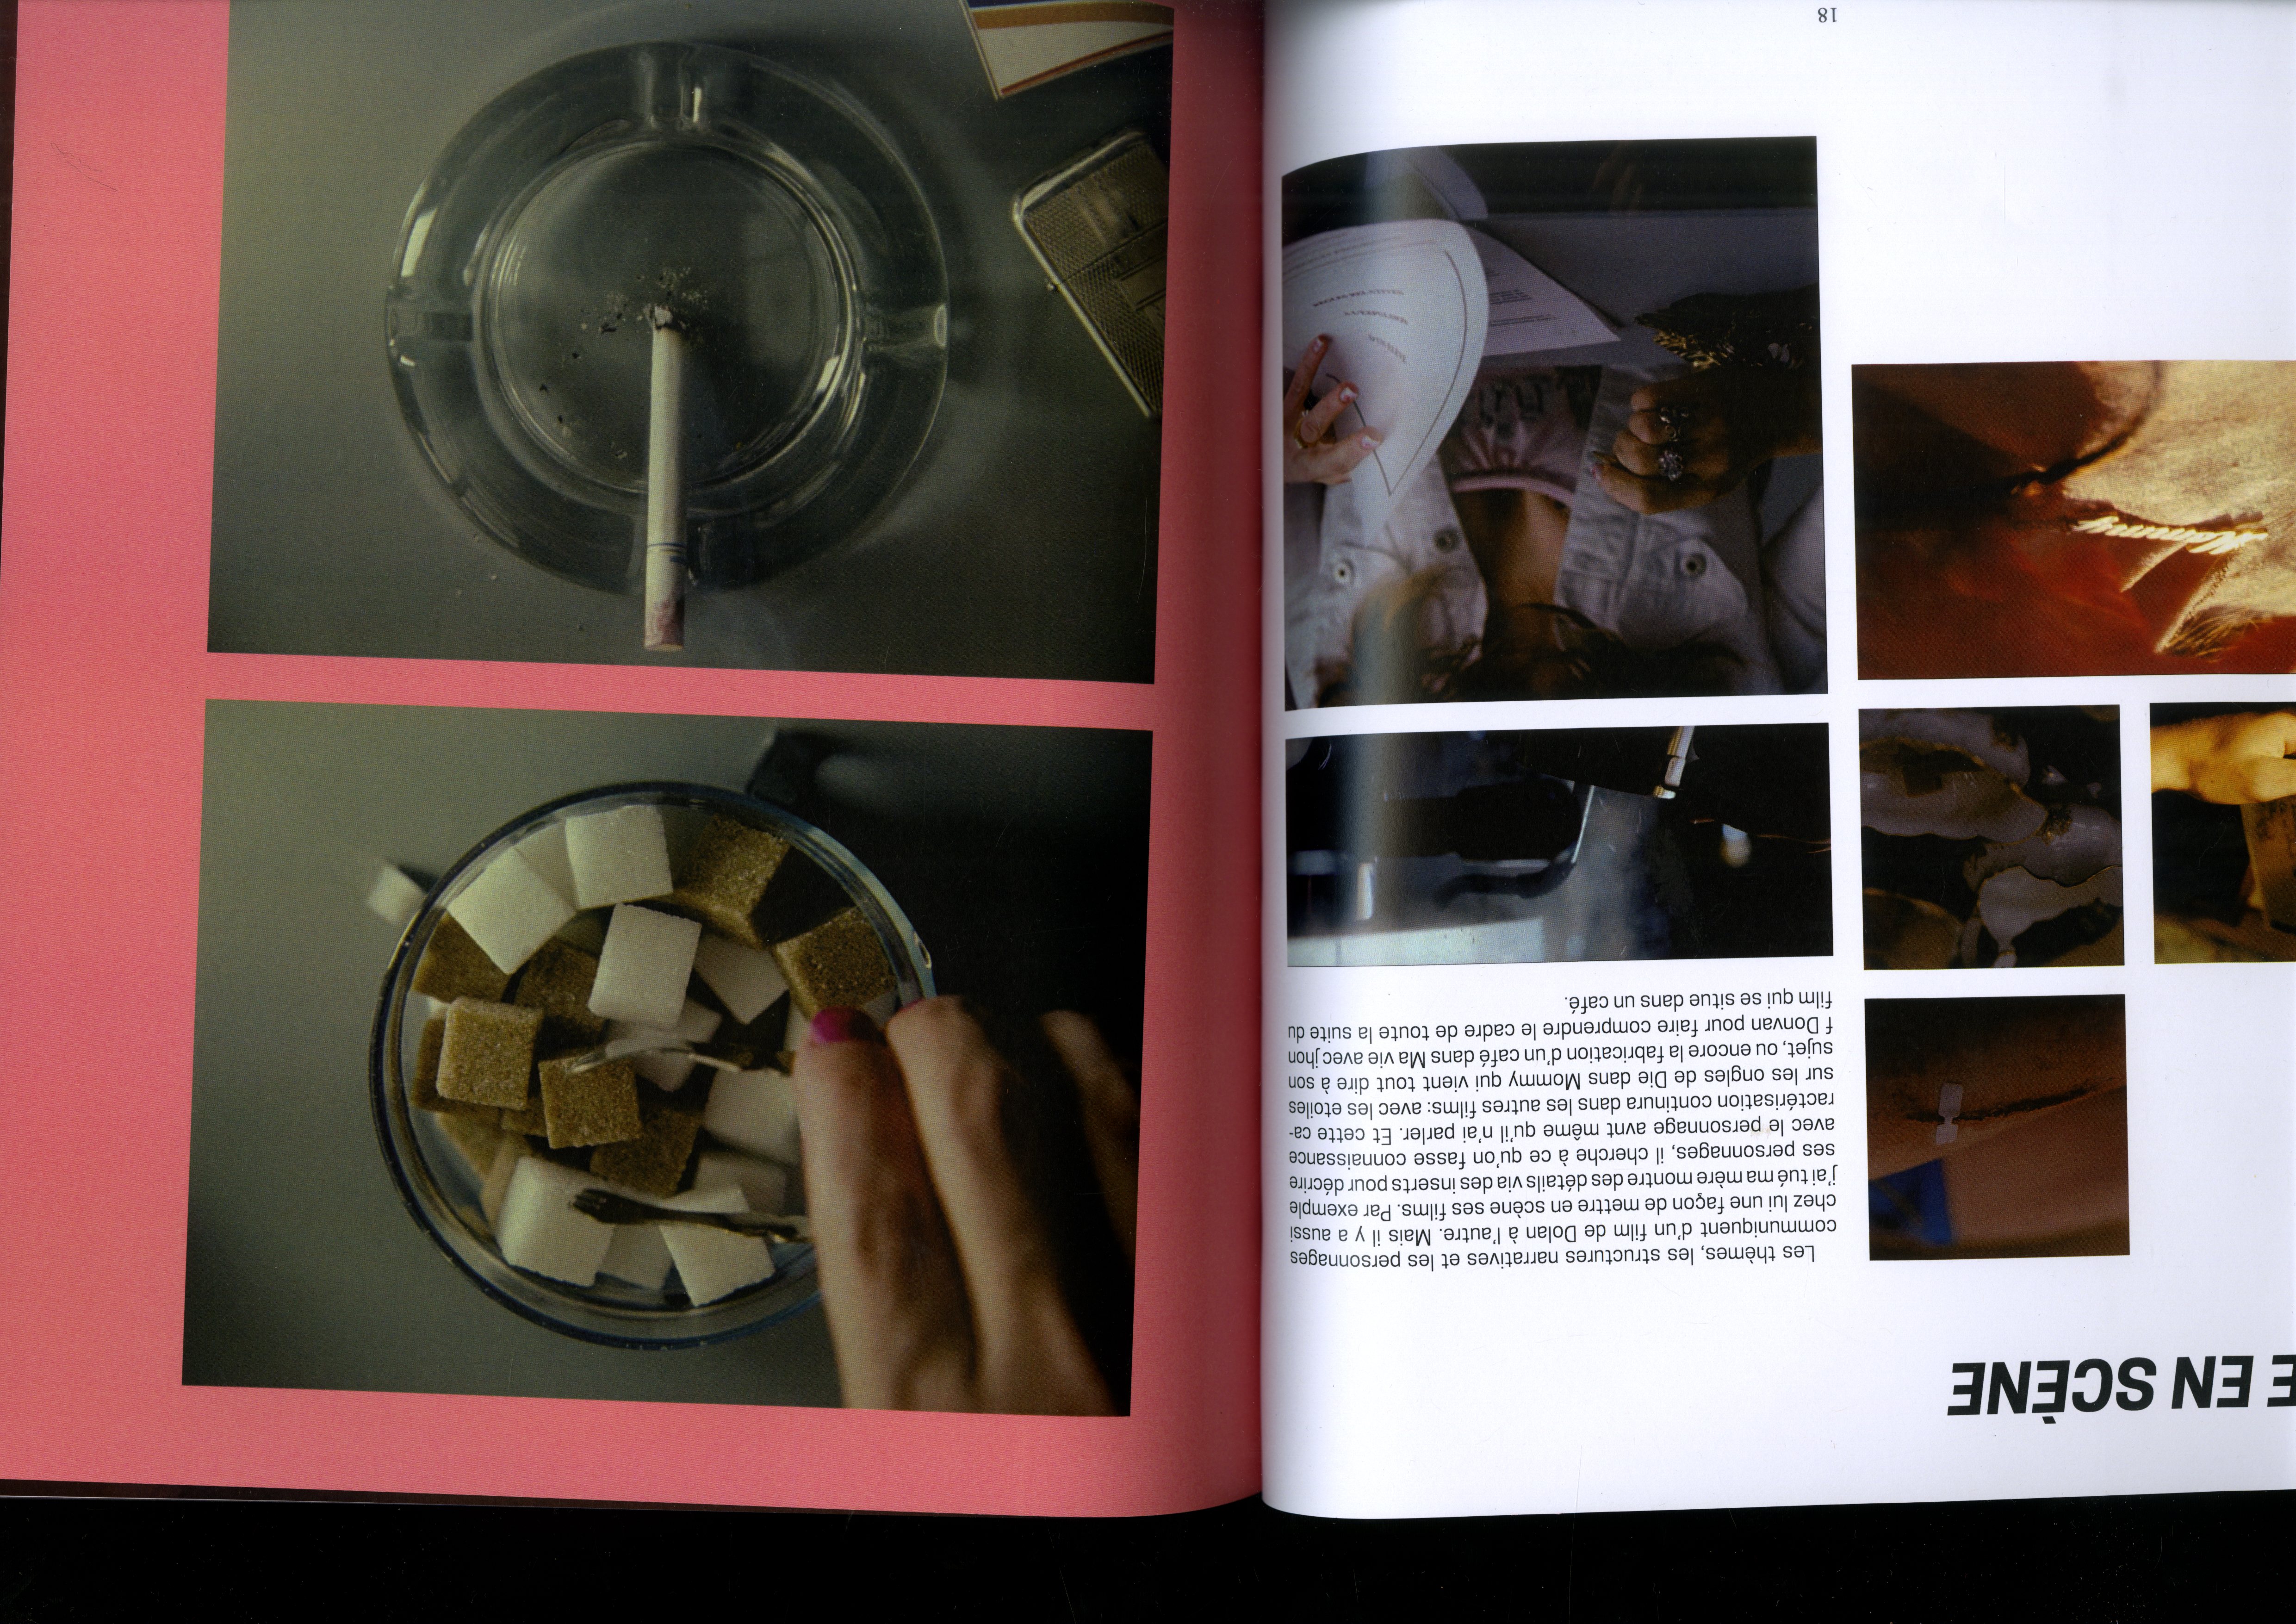 E EN SCÈNE
Les thèmes, les structures narratives et les personnages
communiquent d'un film de Dolan à l'autre. Mais il y a aussi
chez lui une façon de mettre en scène ses films. Par exemple
j'ai tué ma mère montre des détails via des inserts pour décrire
ses personnages, il cherche à ce qu'on fasse connaissance
avec le personnage avnt même qu'il n'ai parler. Et cette ca-
ractérisation continura dans les autres films: avec les etoiles
sur les ongles de Die dans Mommy qui vient tout dire à son
sujet, ou encore la fabrication d'un café dans Ma vie avec jhon
f Donvan pour faire comprendre le cadre de toute la suite du
film qui se situe dans un café.
Mommy
18